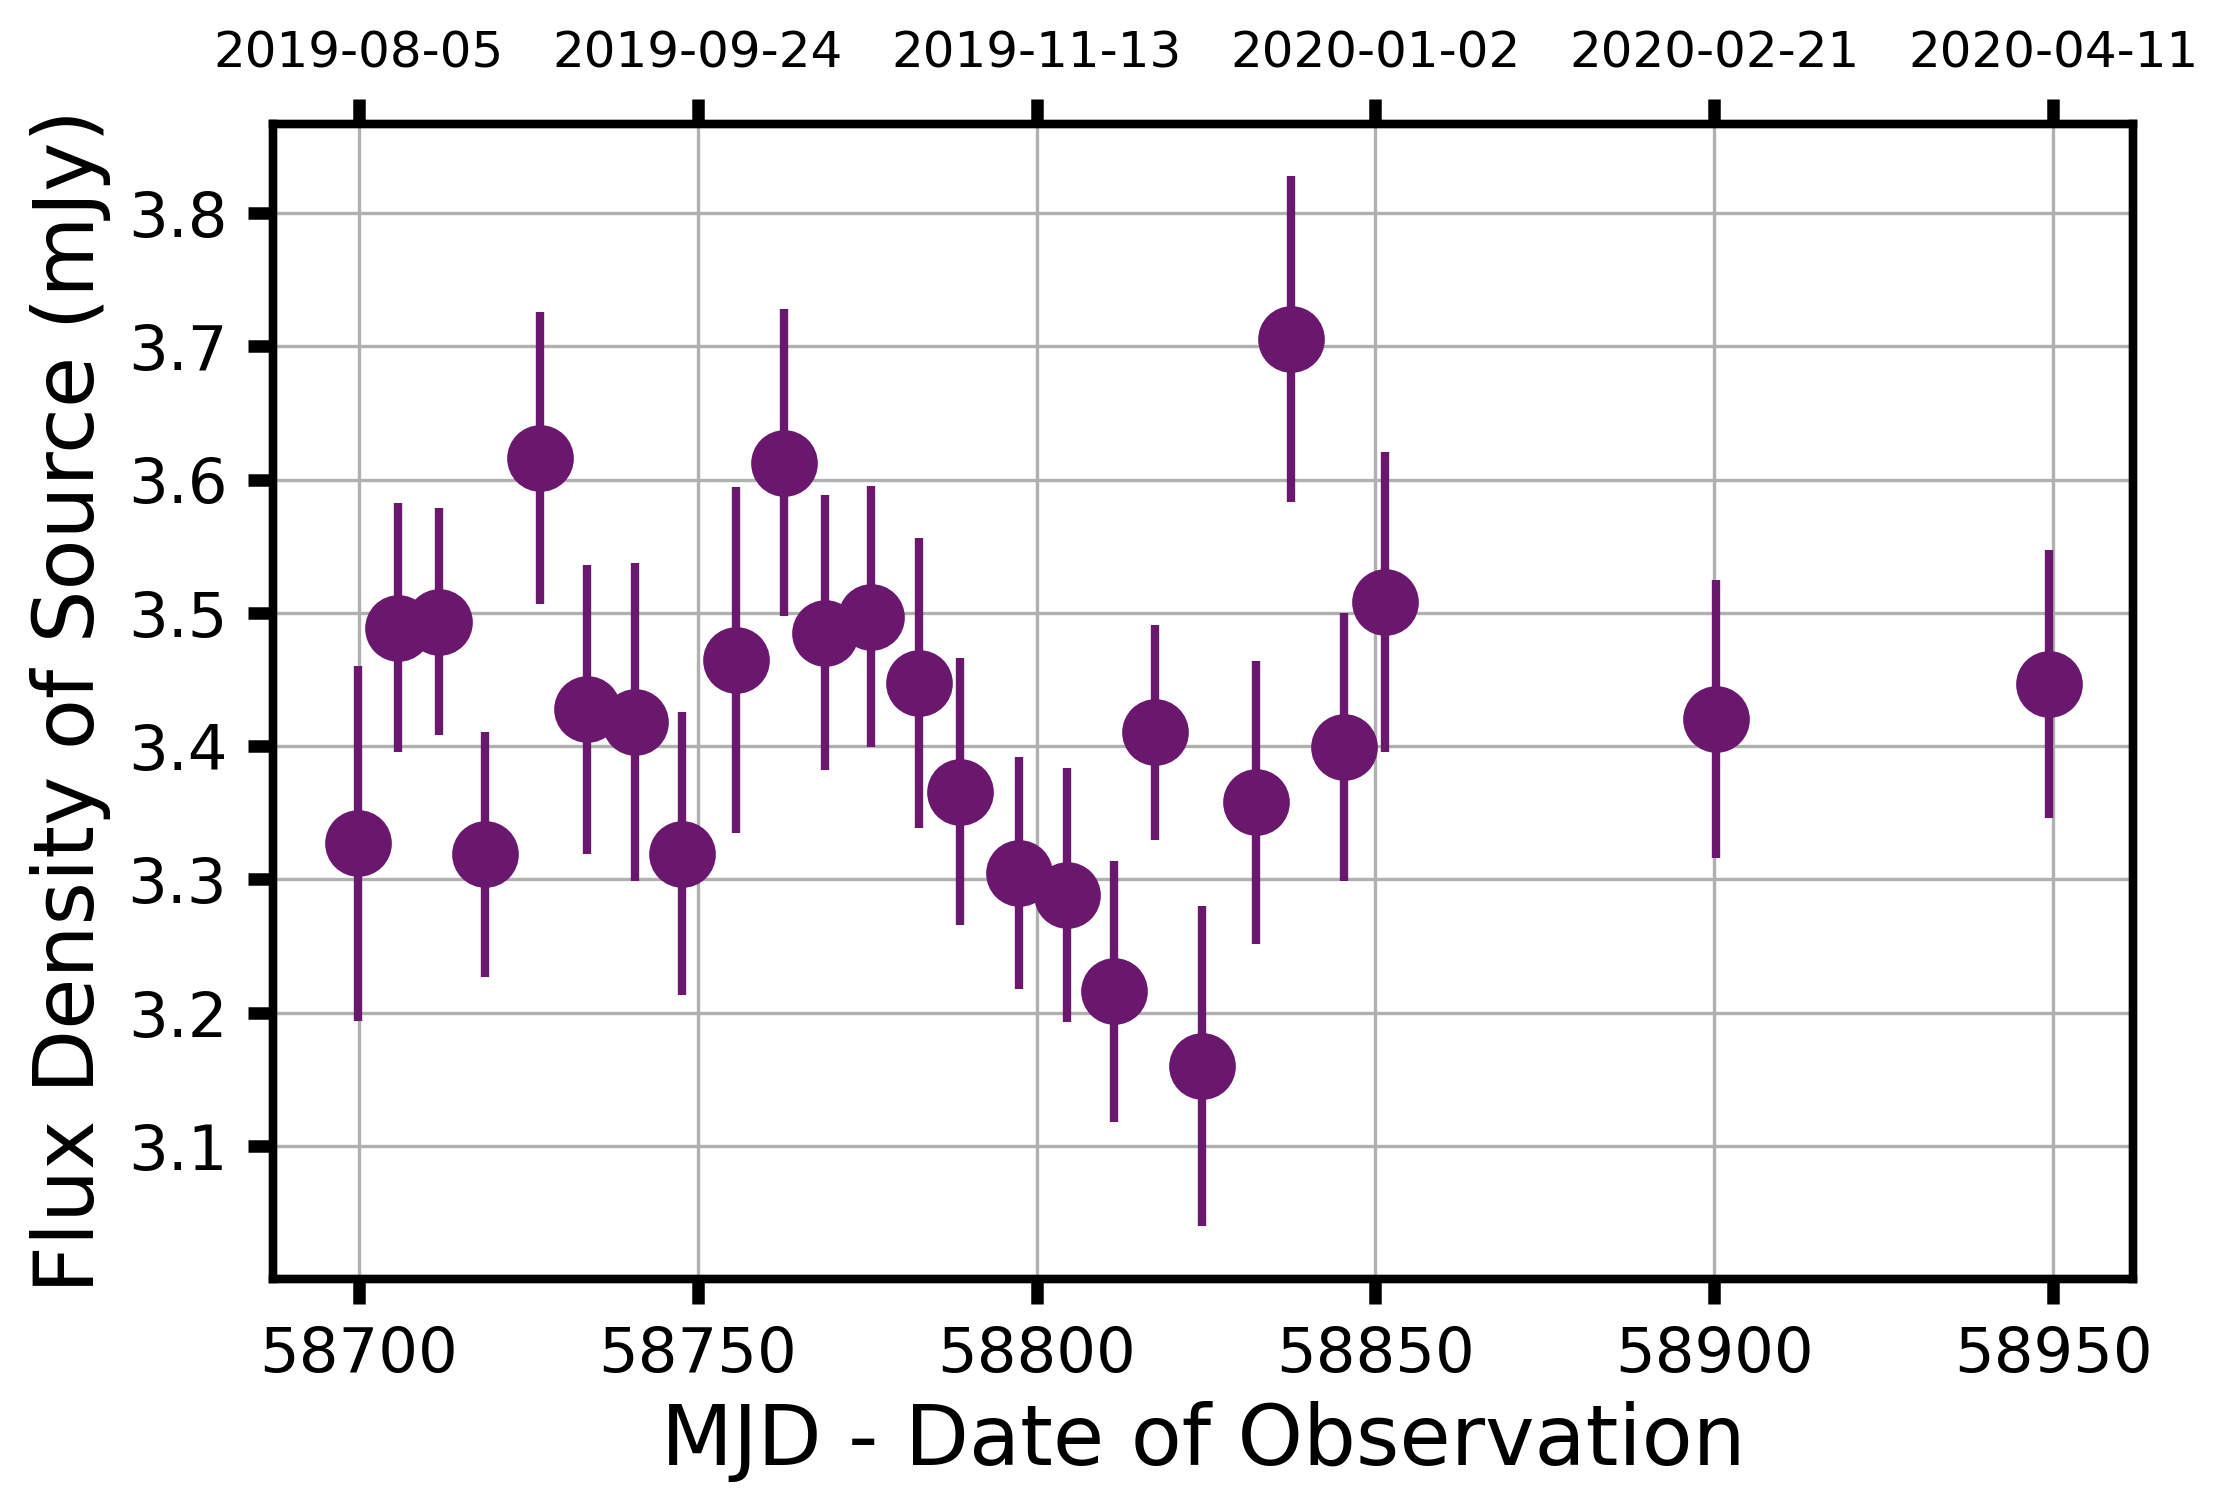 2019-08-05 2019-09-24 2019-11-13 2020-01-02 2020-02-21 2020-04-11
Flux Density of Source (mJy)
3.8
3.7
3.6
3.5
3.4
3.3
3.2
3.1
58700 58750 58800 58850 58900 58950
MJD - Date of Observation